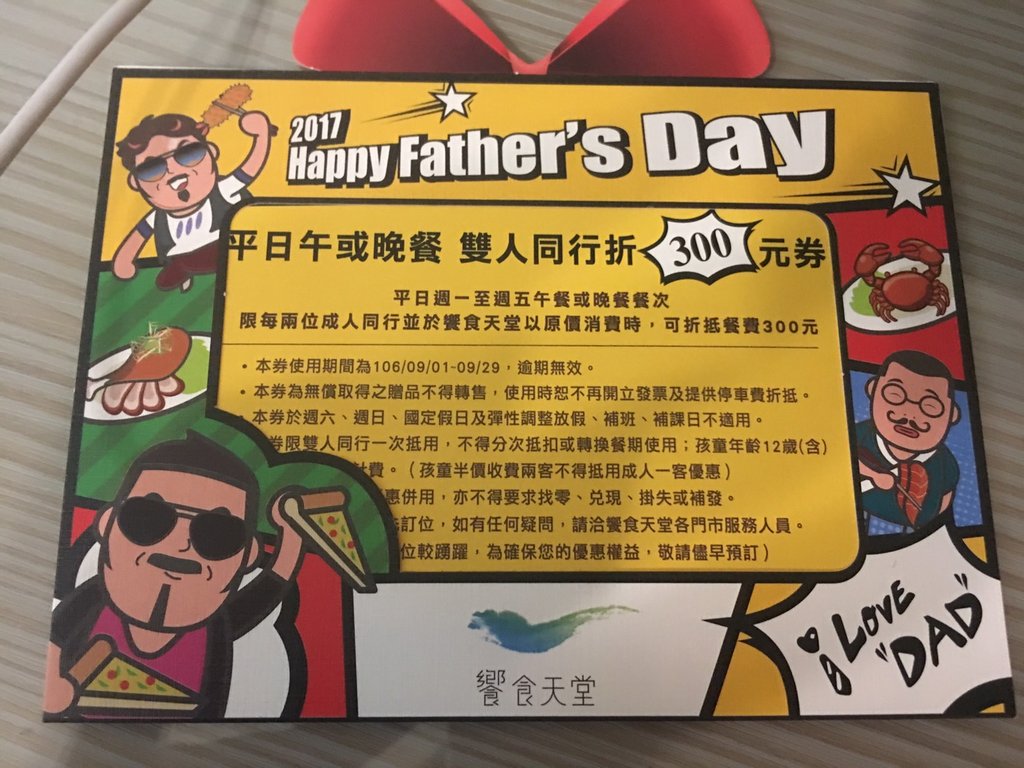 2017
Happy Father's Day
平日午或晚餐 雙人同行折300元券
平日週一至週五午餐或晚餐餐次
限每兩位成人同行並於饗食天堂以原價消費時，可折抵餐費300元
• 本券使用期間為106/09/01-09/29，逾期無效。
• 本券為無償取得之贈品不得轉售，使用時恕不再開立發票及提供停車費折抵。
• 本券於週六、週日、國定假日及彈性調整放假、補班、補課日不適用。
券限雙人同行一次抵用，不得分次抵扣或轉換餐期使用；孩童年齡12歲(含)
計費。（孩童半價收費兩客不得抵用成人一客優惠）
惠併用，亦不得要求找零、兌現、掛失或補發。
訂位，如有任何疑問，請洽饗食天堂各門市服務人員。
位較踴躍，為確保您的優惠權益，敬請儘早預訂）
I LOVE
"DAD"
饗食天堂